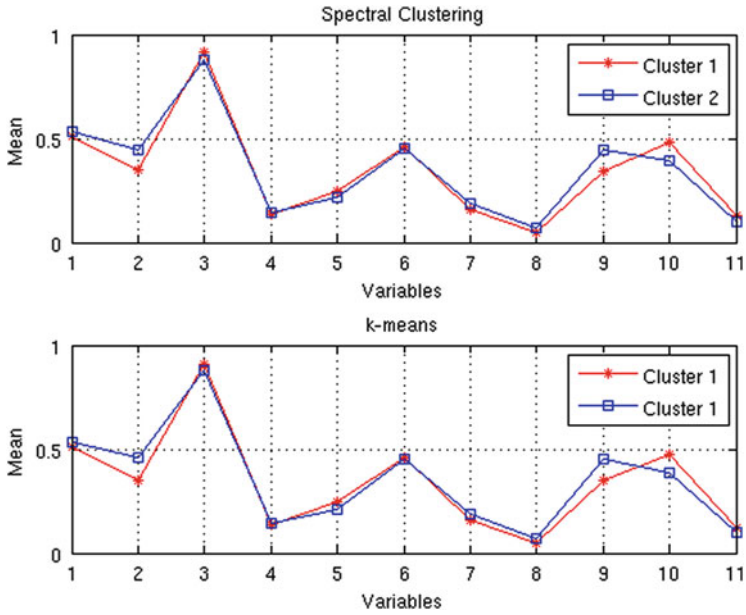 Spectral Clustering
1
0.5
0
Mean
Cluster 1
Cluster 2
1 2 3 4 5 6 7 8 9 10 11
Variables
k-means
1
0.5
0
Mean
Cluster 1
Cluster 1
1 2 3 4 5 6 7 8 9 10 11
Variables